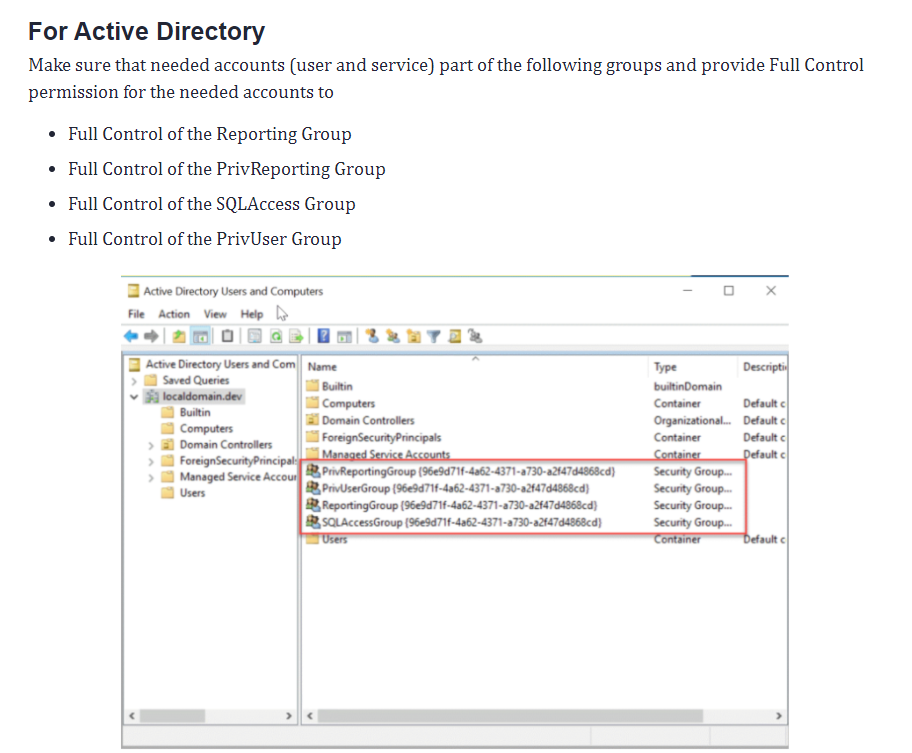 For Active Directory
Make sure that needed accounts (user and service) part of the following groups and provide Full Control
permission for the needed accounts to
• Full Control of the Reporting Group
• Full Control of the PrivReporting Group
• Full Control of the SQLAccess Group
• Full Control of the PrivUser Group
Active Directory Users and Computers
File Action View Help
Active Directory Users and Com
Saved Queries
localdomain.dev
Builtin
Computers
Domain Controllers
ForeignSecurityPrincipal
Managed Service Accour
Users
Name Type Descripti
Builtin builtinDomain
Computers Container Default c
Domain Controllers Organizational... Default c
ForeignSecurityPrincipals Container Default c
Managed Service Accounts Container Default c
PrivReportingGroup {96e9d71f-4a62-4371-a730-a2f47d4868cd} Security Group...
PrivUserGroup {96e9d71f-4a62-4371-a730-a2f47d4868cd} Security Group...
ReportingGroup {96e9d71f-4a62-4371-a730-a2f47d4868cd} Security Group...
SQLAccessGroup {96e9d71f-4a62-4371-a730-a2f47d4868cd} Security Group...
Users Container Default c